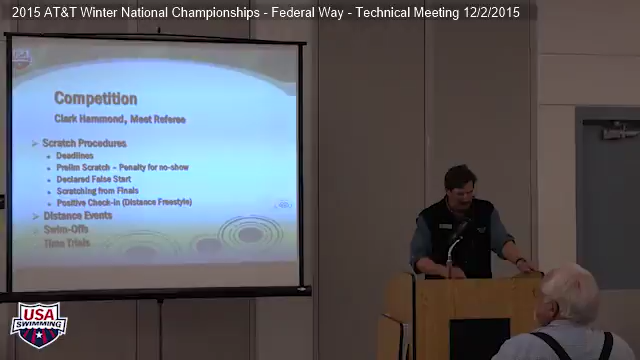 2015 AT&T Winter National Championships - Federal Way - Technical Meeting 12/2/2015
Competition
Clark Hammond, Meet Referee
Scratch Procedures
Deadlines
Prelim Scratch – Penalty for no-show
Declared False Start
Scratching from Finals
Positive Check-in (Distance Freestyle)
Distance Events
Swim-Offs
Time Trials
USA
SWIMMING